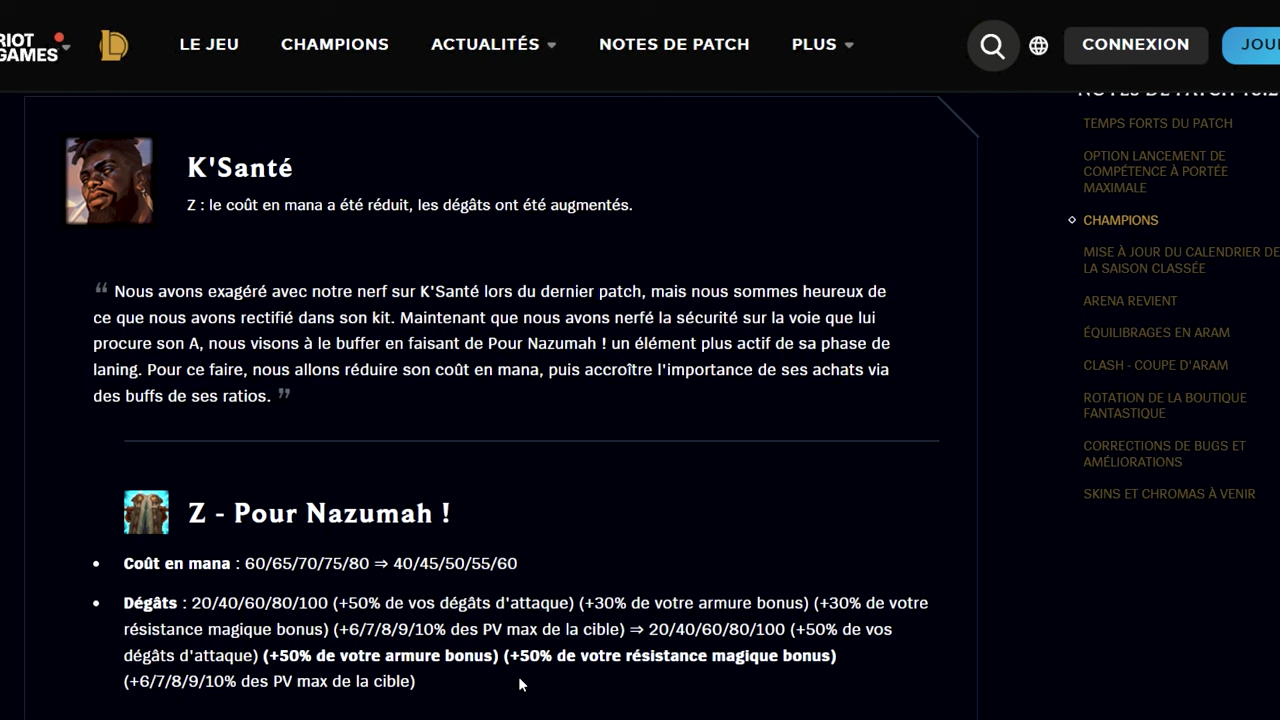 RIOT
GAMES
LE JEU
CHAMPIONS
ACTUALITÉS
NOTES DE PATCH
PLUS
CONNEXION
K'Santé
Z : le coût en mana a été réduit, les dégâts ont été augmentés.
“ Nous avons exagéré avec notre nerf sur K'Santé lors du dernier patch, mais nous sommes heureux de
ce que nous avons rectifié dans son kit. Maintenant que nous avons nerfé la sécurité sur la voie que lui
procure son A, nous visons à le buffer en faisant de Pour Nazumah ! un élément plus actif de sa phase de
laning. Pour ce faire, nous allons réduire son coût en mana, puis accroître l'importance de ses achats via
des buffs de ses ratios. ”
Z - Pour Nazumah !
• Coût en mana : 60/65/70/75/80 ⇒ 40/45/50/55/60
• Dégâts : 20/40/60/80/100 (+50% de vos dégâts d'attaque) (+30% de votre armure bonus) (+30% de votre
résistance magique bonus) (+6/7/8/9/10% des PV max de la cible) ⇒ 20/40/60/80/100 (+50% de vos
dégâts d'attaque) (+50% de votre armure bonus) (+50% de votre résistance magique bonus)
(+6/7/8/9/10% des PV max de la cible)
NOTES DE PATCH
TEMPS FORTS DU PATCH
OPTION LANCEMENT DE
COMPÉTENCE À PORTÉE
MAXIMALE
CHAMPIONS
MISE À JOUR DU CALENDRIER DE
LA SAISON CLASSÉE
ARENA REVIENT
ÉQUILIBRAGES EN ARAM
CLASH - COUPE D'ARAM
ROTATION DE LA BOUTIQUE
FANTASTIQUE
CORRECTIONS DE BUGS ET
AMÉLIORATIONS
SKINS ET CHROMAS À VENIR